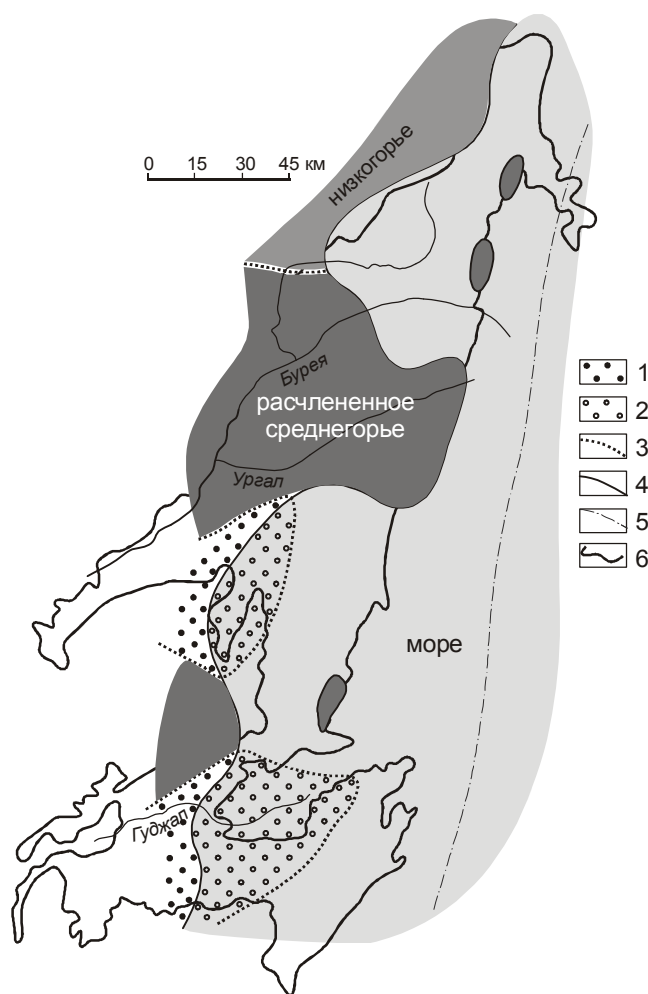 0 15 30 45 км
низкогорье
Бурея
расчлененное
среднегорье
Ургал
море
Гуджал
1
2
3
4
5
6